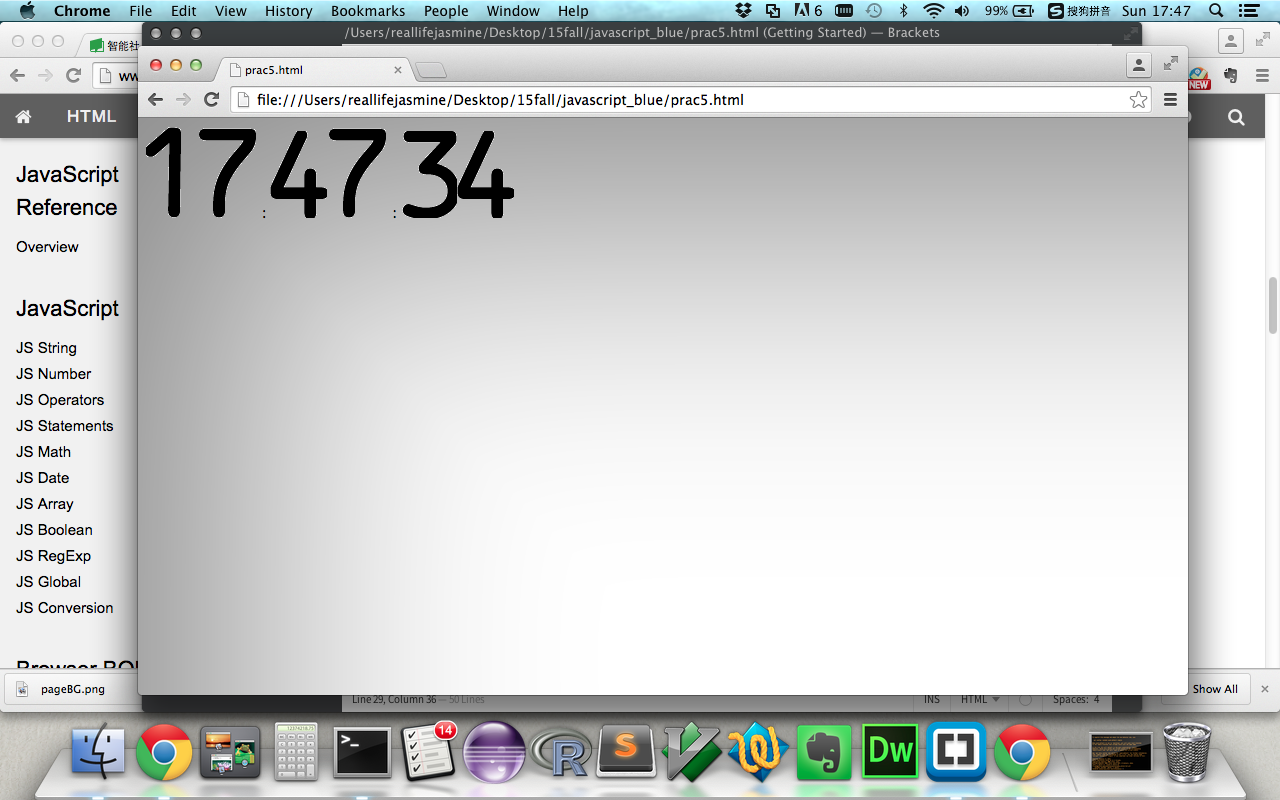 Chrome File Edit View History Bookmarks People Window Help 6 99% S 搜狗拼音 Sun 17:47
/Users/reallifejasmine/Desktop/15fall/javascript_blue/prac5.html (Getting Started) — Brackets
智能社
prac5.html
ww
file:///Users/reallifejasmine/Desktop/15fall/javascript_blue/prac5.html
NEW
HTML
17:47:34
JavaScript
Reference
Overview
JavaScript
JS String
JS Number
JS Operators
JS Statements
JS Math
JS Date
JS Array
JS Boolean
JS RegExp
JS Global
JS Conversion
pageBG.png
Line 29, Column 36 — 50 Lines
INS HTML Spaces: 4
Show All
14
>_
R
S
Dw